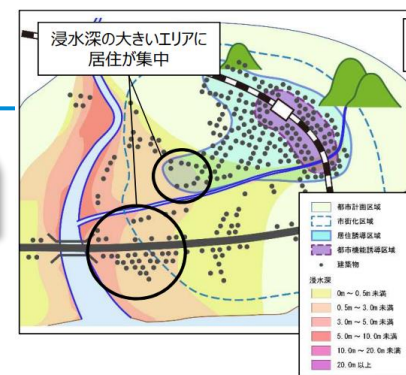 浸水深の大きいエリアに
居住が集中
都市計画区域
市街化区域
居住誘導区域
都市機能誘導区域
建築物
浸水深
0m～0.5m未満
0.5m～3.0m未満
3.0m～5.0m未満
5.0m～10.0m未満
10.0m～20.0m未満
20.0m以上